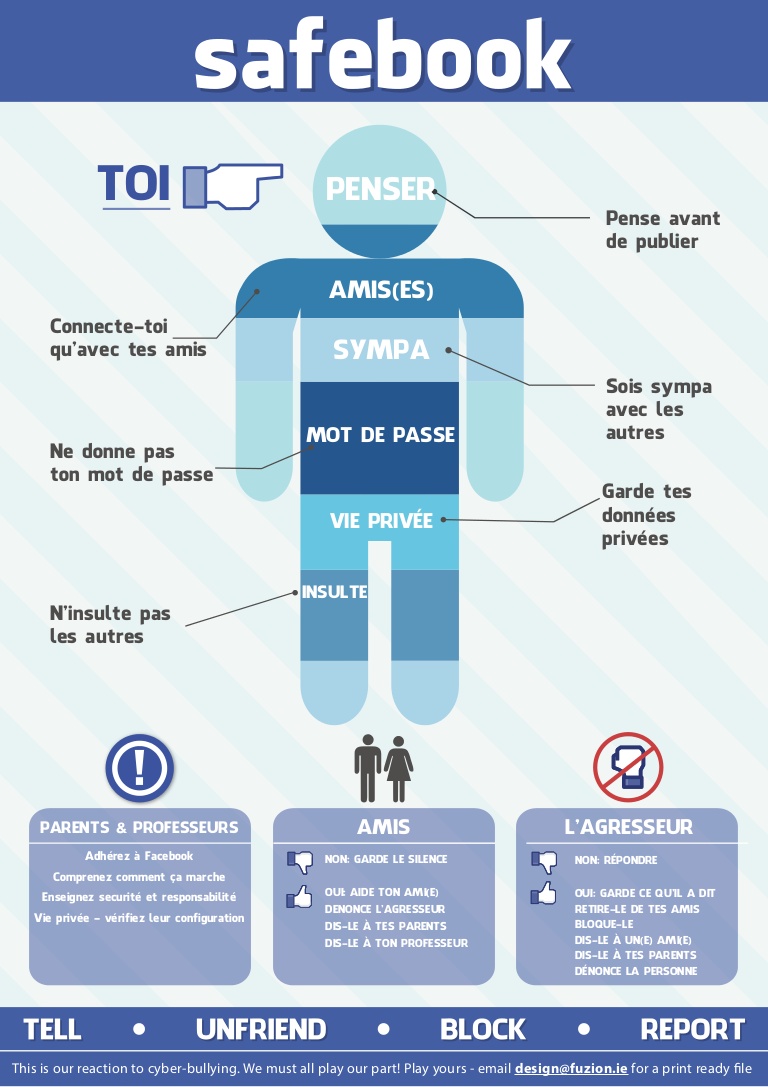 safebook
TOI
PENSER
Pense avant
de publier
AMIS(ES)
Connecte-toi
qu'avec tes amis
SYMPA
Sois sympa
avec les
autres
MOT DE PASSE
Ne donne pas
ton mot de passe
VIE PRIVÉE
Garde tes
données
privées
INSULTE
N'insulte pas
les autres
PARENTS & PROFESSEURS
Adhérez à Facebook
Comprenez comment ça marche
Enseignez securité et responsabilité
Vie privée - vérifiez leur configuration
AMIS
NON: GARDE LE SILENCE
OUI: AIDE TON AMI(E)
DENONCE L'AGRESSEUR
DIS-LE À TES PARENTS
DIS-LE À TON PROFESSEUR
L'AGRESSEUR
NON: RÉPONDRE
OUI: GARDE CE QU'IL A DIT
RETIRE-LE DE TES AMIS
BLOQUE-LE
DIS-LE À UN(E) AMI(E)
DIS-LE À TES PARENTS
DÉNONCE LA PERSONNE
TELL • UNFRIEND • BLOCK • REPORT
This is our reaction to cyber-bullying. We must all play our part! Play yours - email design@fuzion.ie for a print ready file